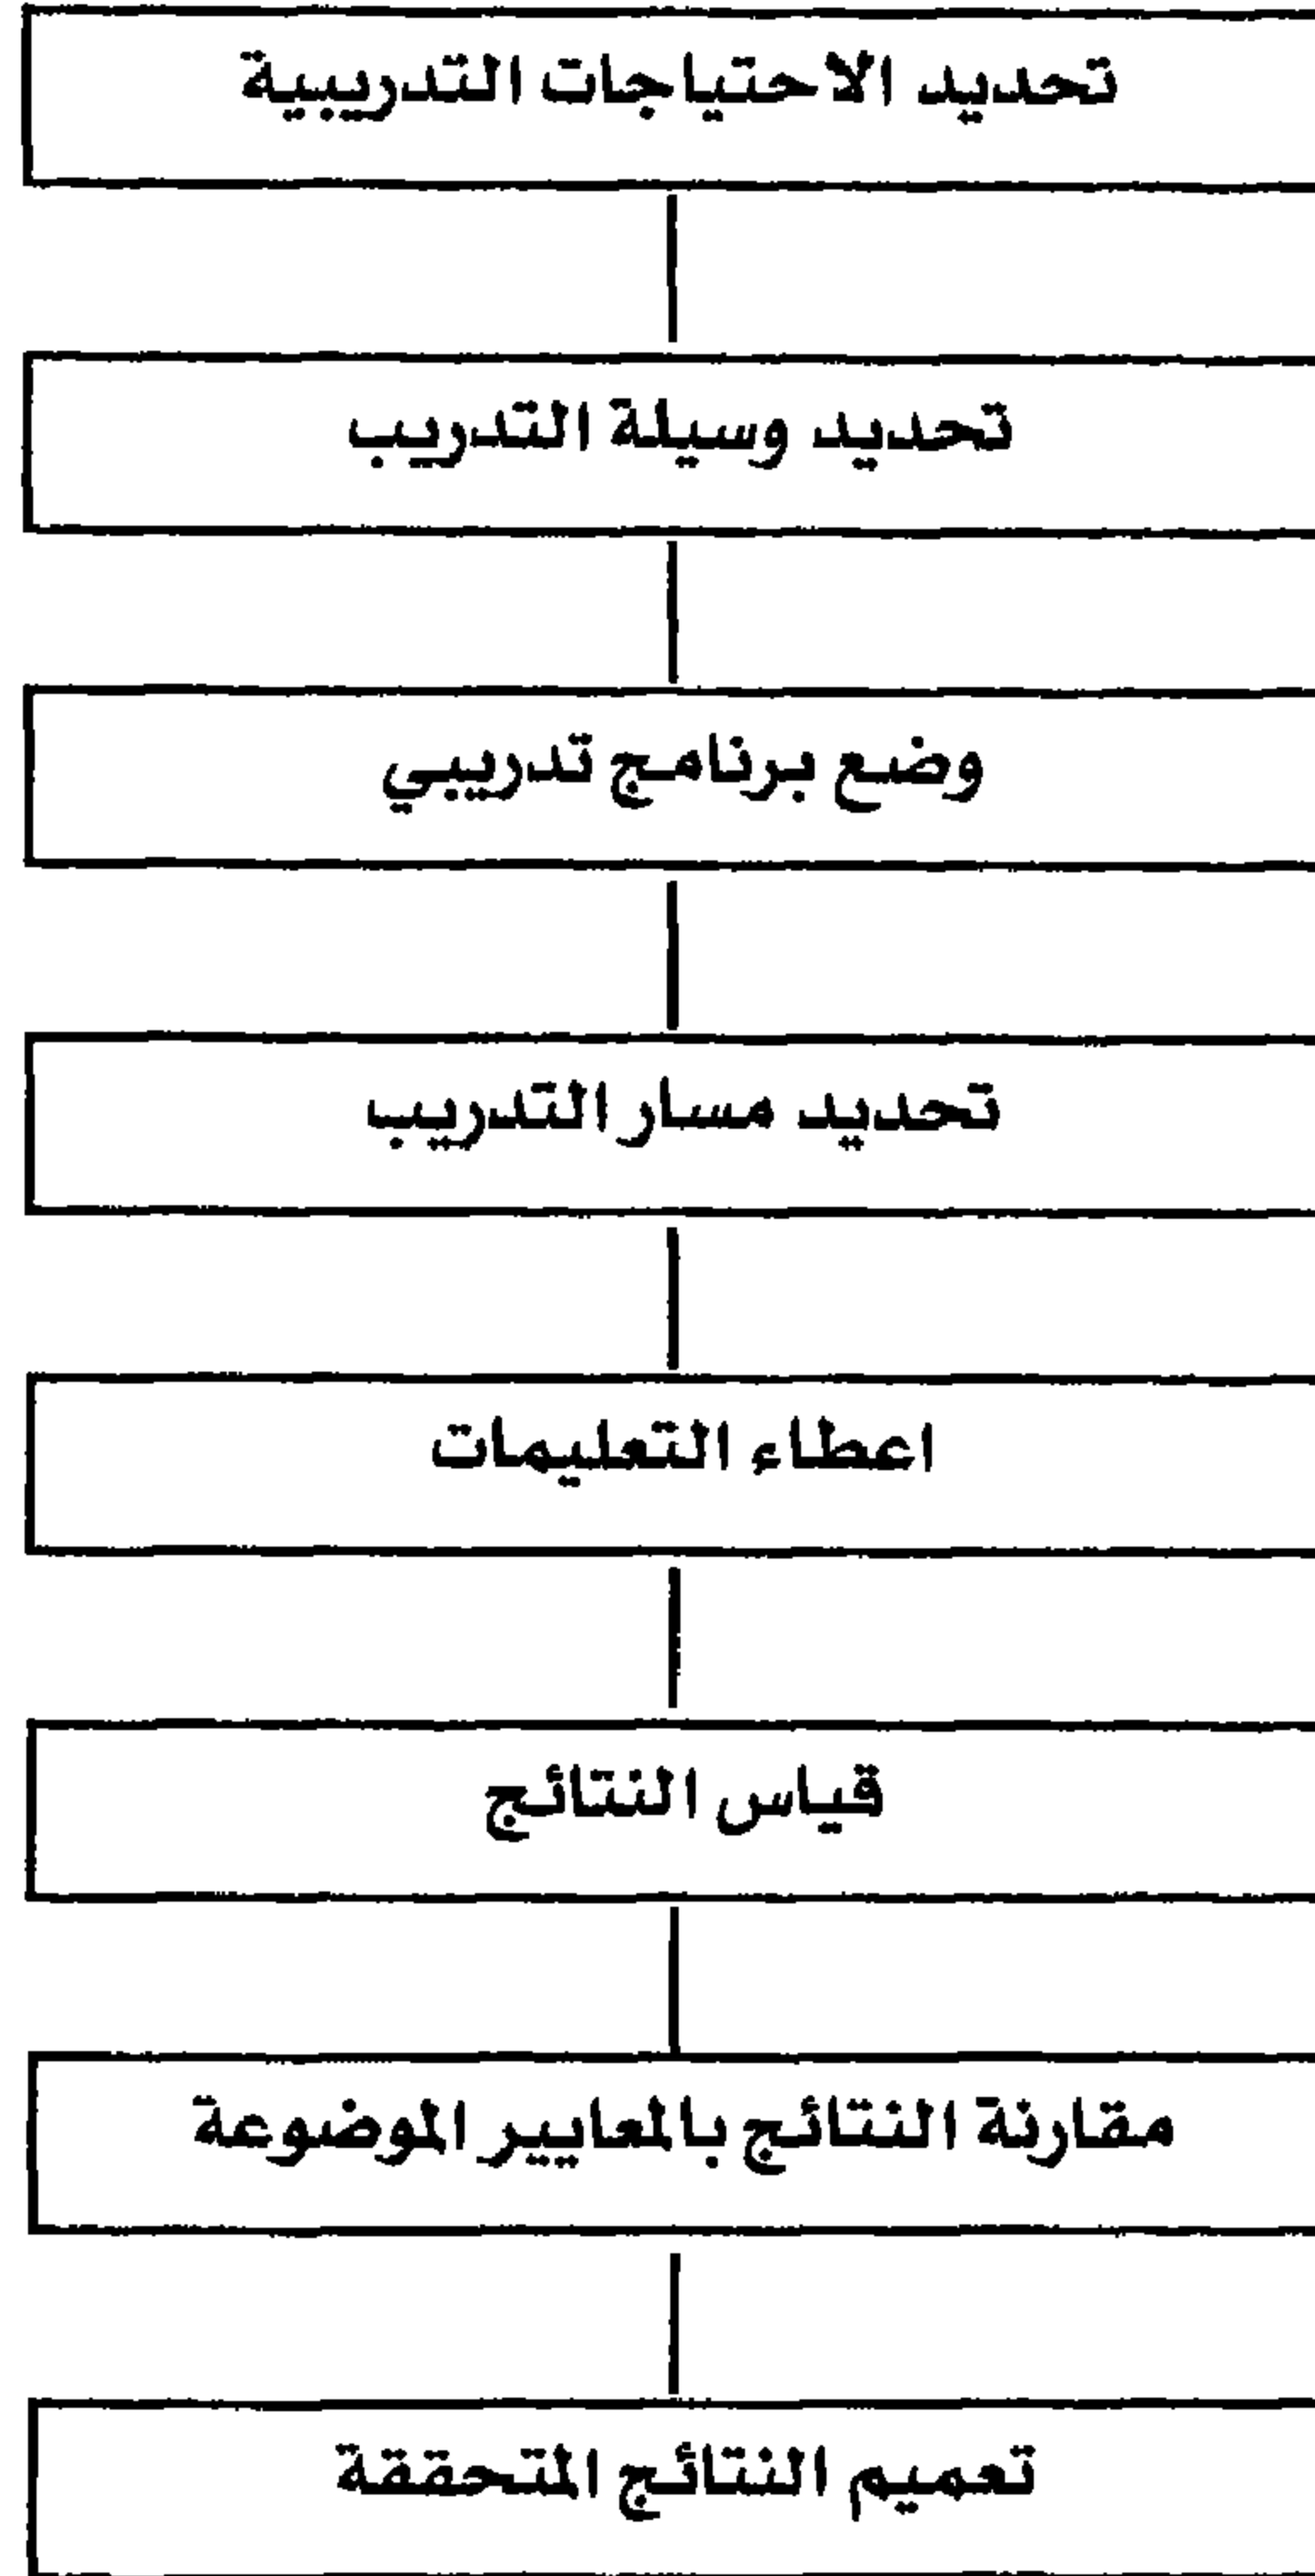 تحديد الاحتياجات التدريبية
تحديد وسيلة التدريب
وضع برنامج تدريبي
تحديد مسار التدريب
اعطاء التعليمات
قياس النتائج
مقارنة النتائج بالمعايير الموضوعة
تعميم النتائج المتحققة